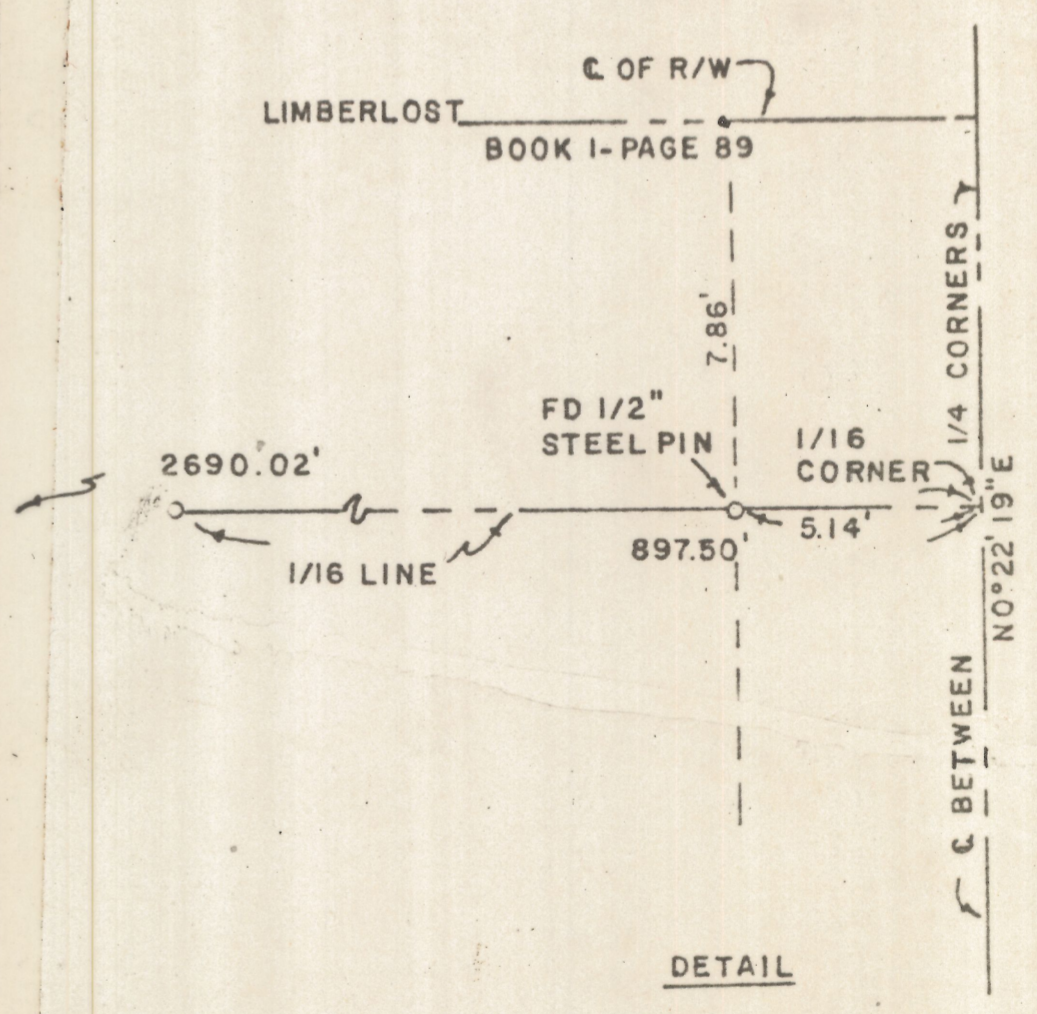 ℄ OF R/W
LIMBERLOST
BOOK 1-PAGE 89
7.86'
1/4 CORNERS
FD 1/2"
STEEL PIN
1/16
CORNER
2690.02'
5.14'
897.50'
1/16 LINE
N0°22'19"E
℄ BETWEEN
DETAIL